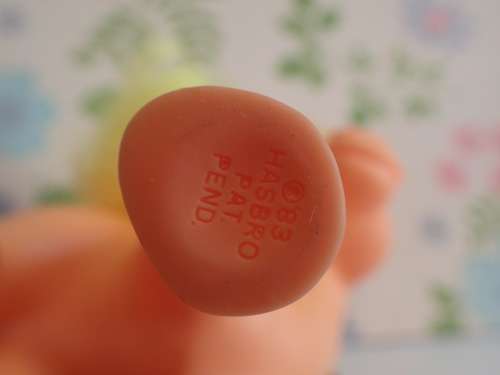 ©83
HASBRO
PAT.
PEND.